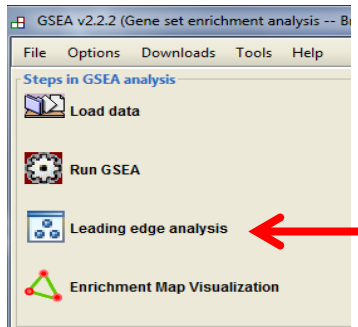 GSEA v2.2.2 (Gene set enrichment analysis -- Br
File Options Downloads Tools Help
Steps in GSEA analysis
Load data
Run GSEA
Leading edge analysis
Enrichment Map Visualization